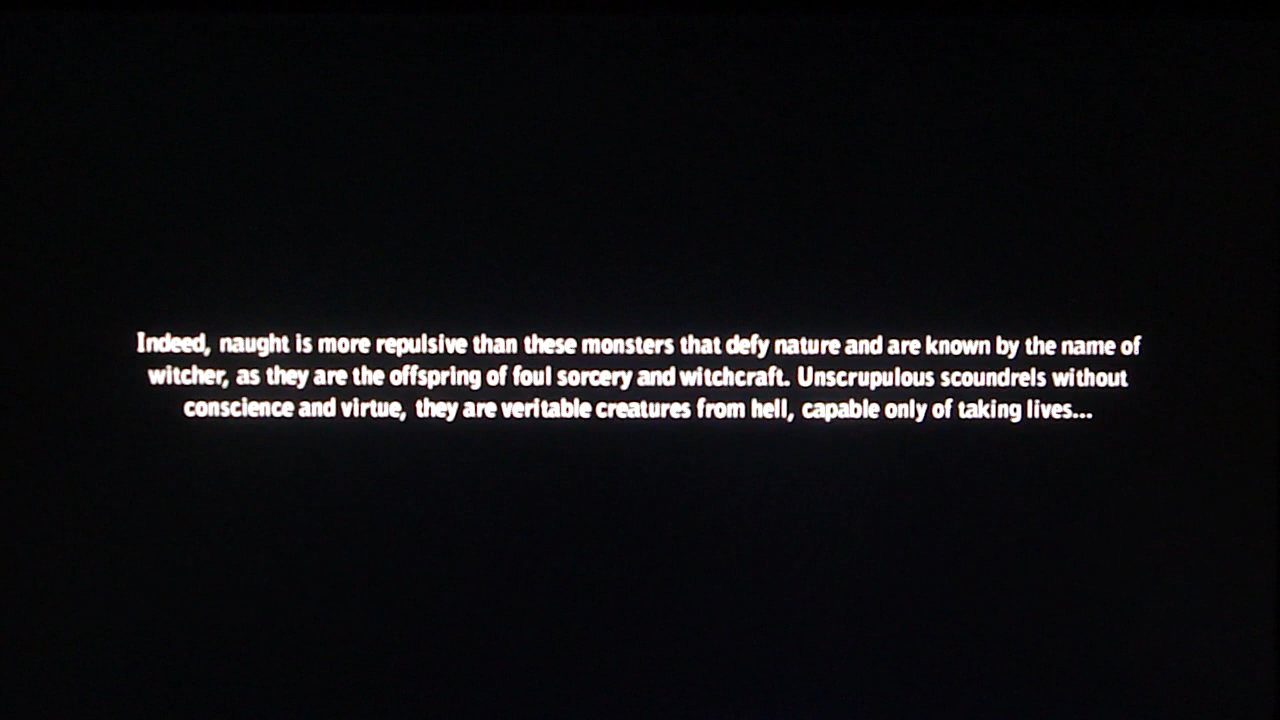 Indeed, naught is more repulsive than these monsters that defy nature and are known by the name of
witcher, as they are the offspring of foul sorcery and witchcraft. Unscrupulous scoundrels without
conscience and virtue, they are veritable creatures from hell, capable only of taking lives...